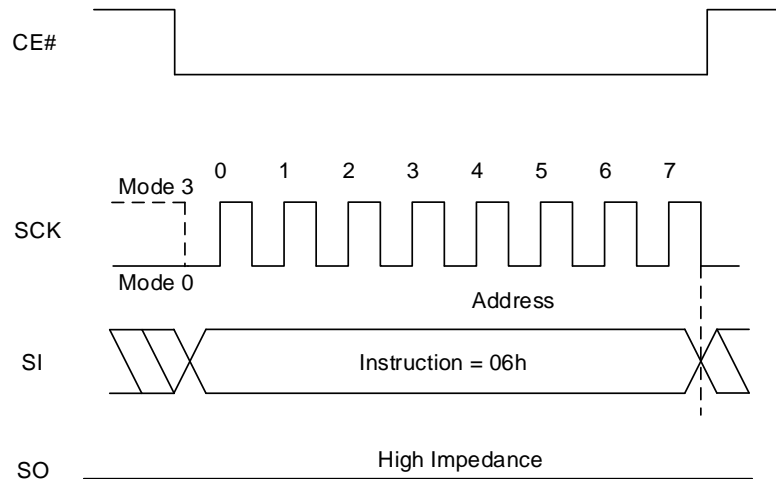 CE#
0 1 2 3 4 5 6 7
Mode 3
SCK
Mode 0
Address
SI
Instruction = 06h
High Impedance
SO